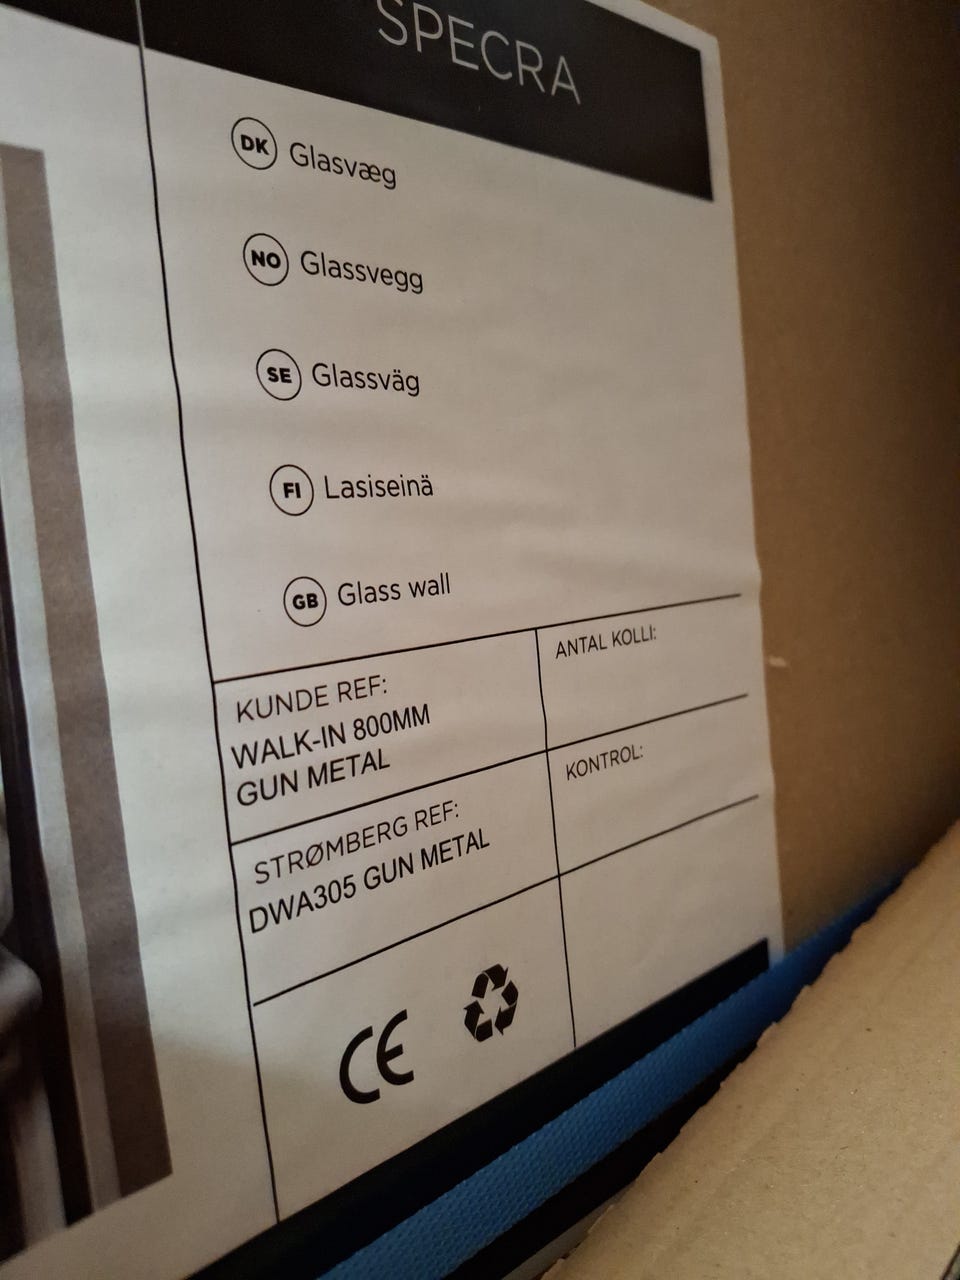 SPECRA
DK Glasvæg
NO Glassvegg
SE Glassväg
FI Lasiseinä
GB Glass wall
KUNDE REF:
WALK-IN 800MM
GUN METAL
ANTAL KOLLI:
STRØMBERG REF:
DWA305 GUN METAL
KONTROL:
CE